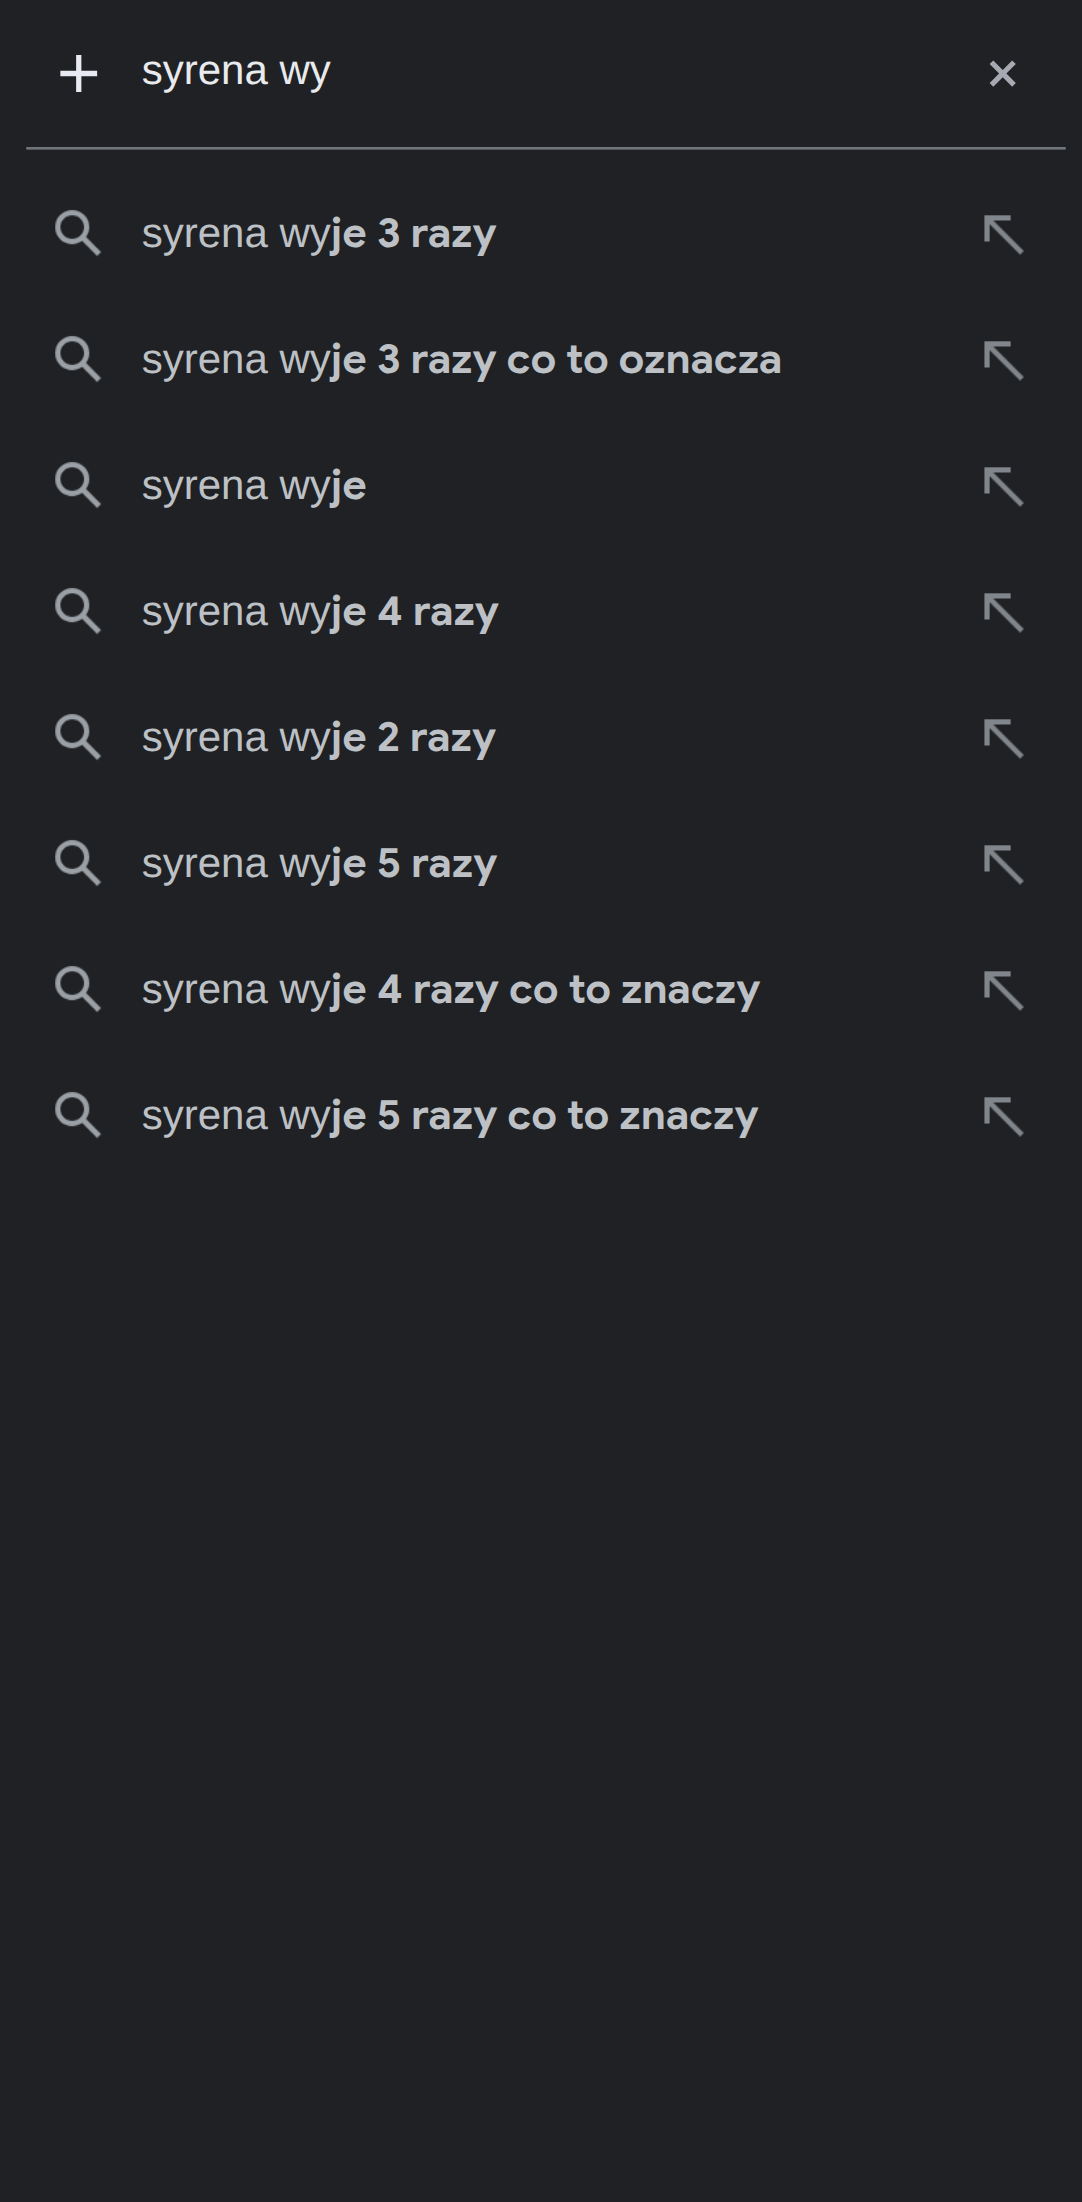 syrena wy
syrena wyje 3 razy
syrena wyje 3 razy co to oznacza
syrena wyje
syrena wyje 4 razy
syrena wyje 2 razy
syrena wyje 5 razy
syrena wyje 4 razy co to znaczy
syrena wyje 5 razy co to znaczy